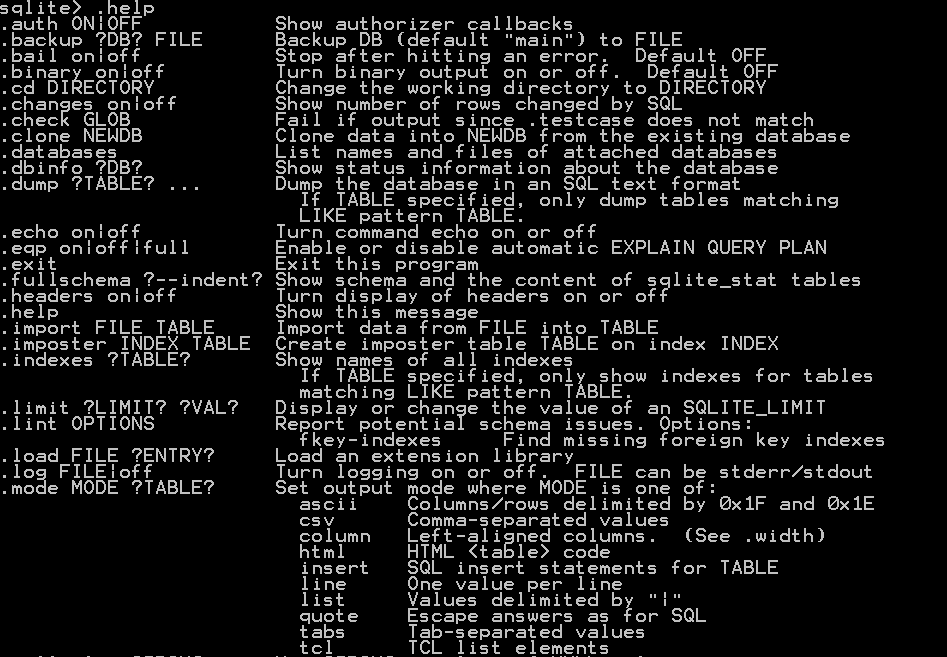 sqlite> .help
.auth ON|OFF           Show authorizer callbacks
.backup ?DB? FILE      Backup DB (default "main") to FILE
.bail on|off           Stop after hitting an error.  Default OFF
.binary on|off         Turn binary output on or off.  Default OFF
.cd DIRECTORY          Change the working directory to DIRECTORY
.changes on|off        Show number of rows changed by SQL
.check GLOB            Fail if output since .testcase does not match
.clone NEWDB           Clone data into NEWDB from the existing database
.databases             List names and files of attached databases
.dbinfo ?DB?           Show status information about the database
.dump ?TABLE? ...      Dump the database in an SQL text format
                         If TABLE specified, only dump tables matching
                         LIKE pattern TABLE.
.echo on|off           Turn command echo on or off
.eqp on|off|full       Enable or disable automatic EXPLAIN QUERY PLAN
.exit                  Exit this program
.fullschema ?--indent? Show schema and the content of sqlite_stat tables
.headers on|off        Turn display of headers on or off
.help                  Show this message
.import FILE TABLE     Import data from FILE into TABLE
.imposter INDEX TABLE  Create imposter table TABLE on index INDEX
.indexes ?TABLE?       Show names of all indexes
                         If TABLE specified, only show indexes for tables
                         matching LIKE pattern TABLE.
.limit ?LIMIT? ?VAL?   Display or change the value of an SQLITE_LIMIT
.lint OPTIONS          Report potential schema issues. Options:
                         fkey-indexes     Find missing foreign key indexes
.load FILE ?ENTRY?     Load an extension library
.log FILE|off          Turn logging on or off.  FILE can be stderr/stdout
.mode MODE ?TABLE?     Set output mode where MODE is one of:
                         ascii    Columns/rows delimited by 0x1F and 0x1E
                         csv      Comma-separated values
                         column   Left-aligned columns.  (See .width)
                         html     HTML <table> code
                         insert   SQL insert statements for TABLE
                         line     One value per line
                         list     Values delimited by "|"
                         quote    Escape answers as for SQL
                         tabs     Tab-separated values
                         tcl      TCL list elements